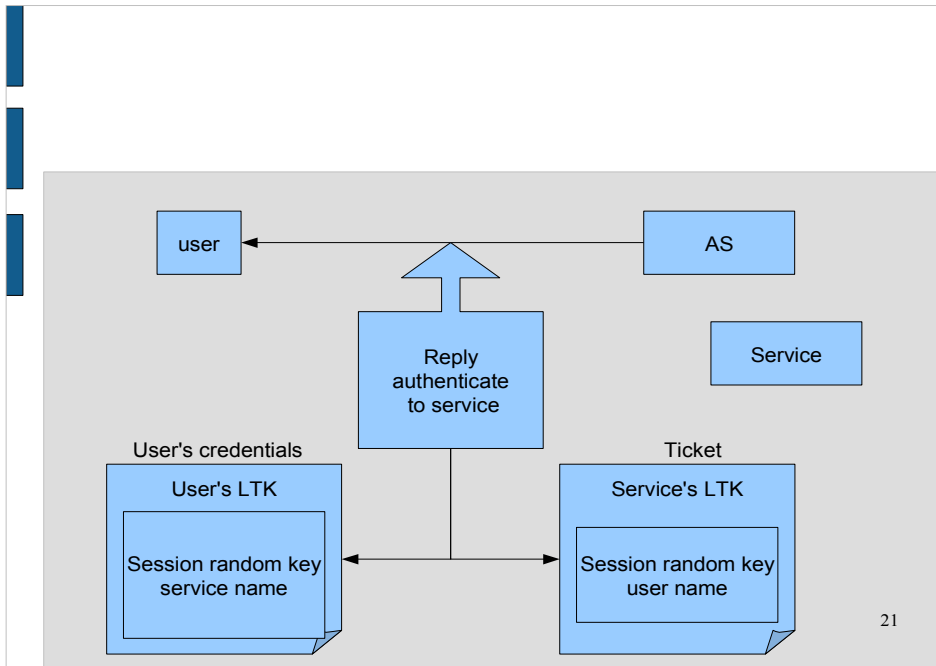 user
AS
Service
Reply
authenticate
to service
User's credentials
Ticket
User's LTK
Service's LTK
Session random key
service name
Session random key
user name
21